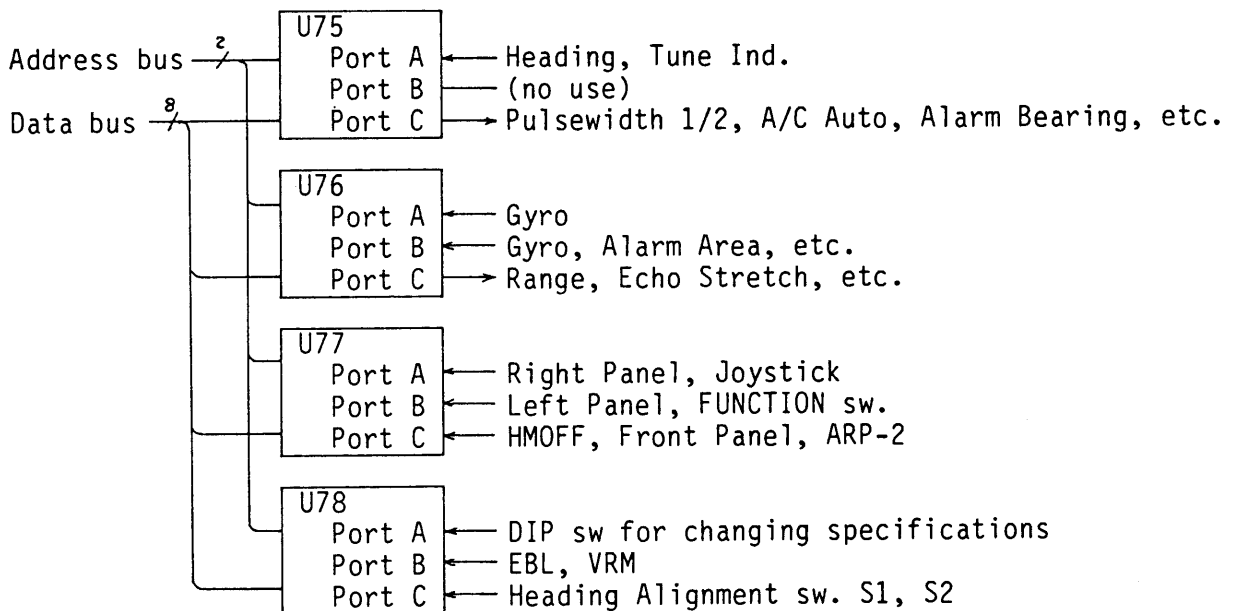 U75
Address bus 2 Port A Heading, Tune Ind.
Port B (no use)
Data bus 8 Port C Pulsewidth 1/2, A/C Auto, Alarm Bearing, etc.
U76
Port A Gyro
Port B Gyro, Alarm Area, etc.
Port C Range, Echo Stretch, etc.
U77
Port A Right Panel, Joystick
Port B Left Panel, FUNCTION sw.
Port C HMOFF, Front Panel, ARP-2
U78
Port A DIP sw for changing specifications
Port B EBL, VRM
Port C Heading Alignment sw. S1, S2